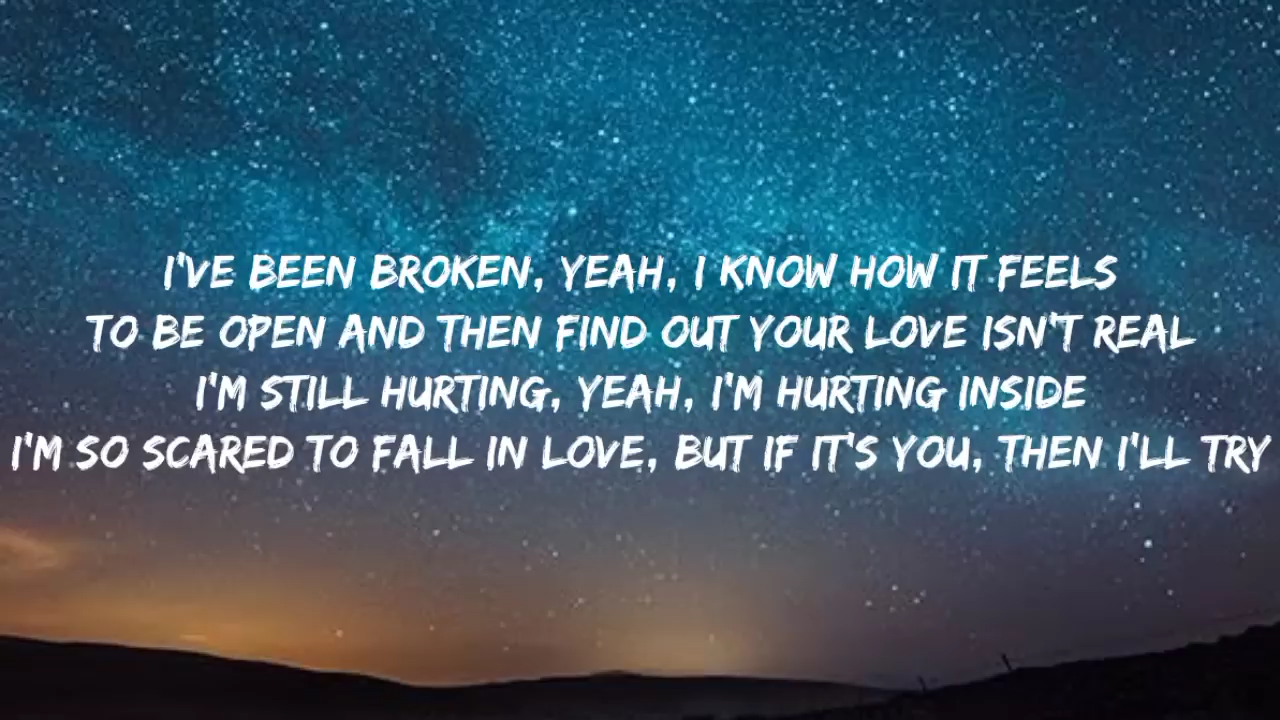 I'VE BEEN BROKEN, YEAH, I KNOW HOW IT FEELS
TO BE OPEN AND THEN FIND OUT YOUR LOVE ISN'T REAL
I'M STILL HURTING, YEAH, I'M HURTING INSIDE
I'M SO SCARED TO FALL IN LOVE, BUT IF IT'S YOU, THEN I'LL TRY